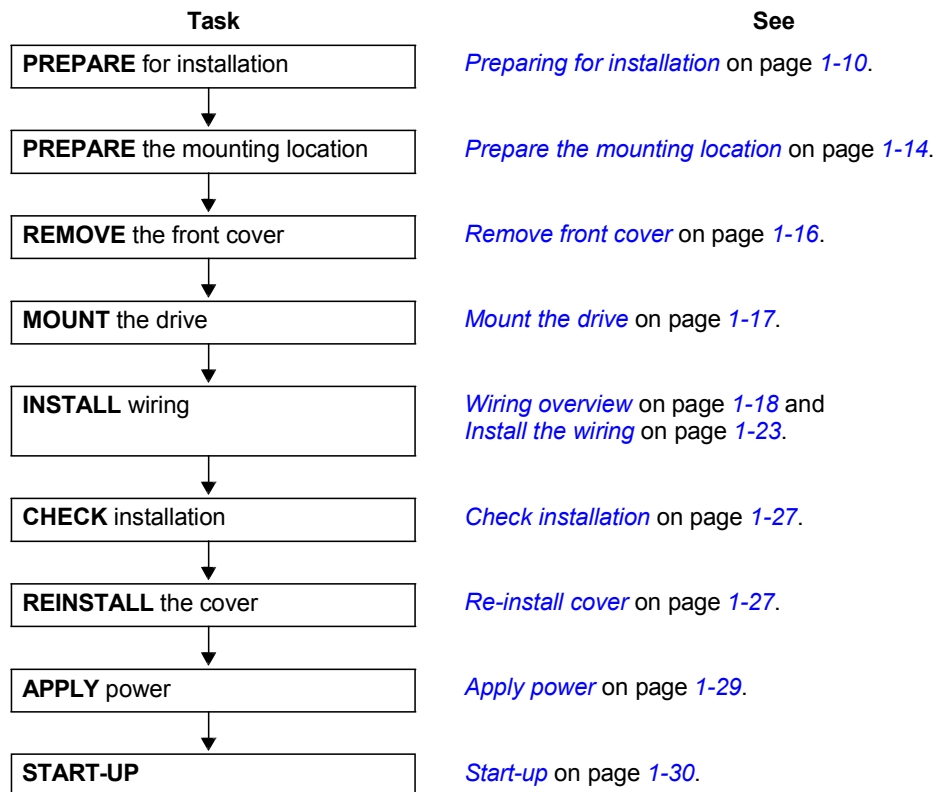 Task See
PREPARE for installation Preparing for installation on page 1-10.
PREPARE the mounting location Prepare the mounting location on page 1-14.
REMOVE the front cover Remove front cover on page 1-16.
MOUNT the drive Mount the drive on page 1-17.
INSTALL wiring Wiring overview on page 1-18 and
Install the wiring on page 1-23.
CHECK installation Check installation on page 1-27.
REINSTALL the cover Re-install cover on page 1-27.
APPLY power Apply power on page 1-29.
START-UP Start-up on page 1-30.